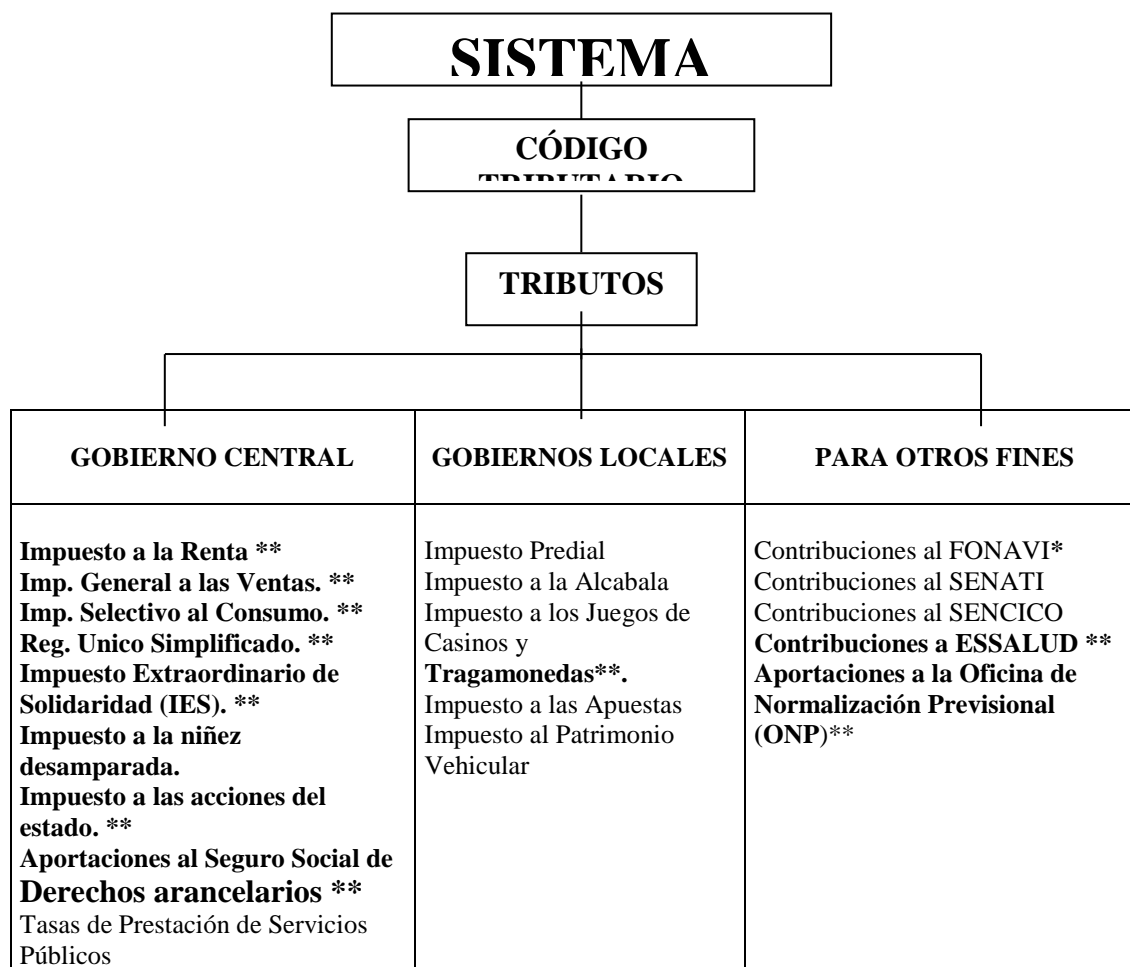 SISTEMA
CÓDIGO
TRIBUTARIO
TRIBUTOS
GOBIERNO CENTRAL
GOBIERNOS LOCALES
PARA OTROS FINES
Impuesto a la Renta **
Imp. General a las Ventas. **
Imp. Selectivo al Consumo. **
Reg. Unico Simplificado. **
Impuesto Extraordinario de
Solidaridad (IES). **
Impuesto a la niñez
desamparada.
Impuesto a las acciones del
estado. **
Aportaciones al Seguro Social de
Derechos arancelarios **
Tasas de Prestación de Servicios
Públicos
Impuesto Predial
Impuesto a la Alcabala
Impuesto a los Juegos de
Casinos y
Tragamonedas**.
Impuesto a las Apuestas
Impuesto al Patrimonio
Vehicular
Contribuciones al FONAVI*
Contribuciones al SENATI
Contribuciones al SENCICO
Contribuciones a ESSALUD **
Aportaciones a la Oficina de
Normalización Previsional
(ONP)**